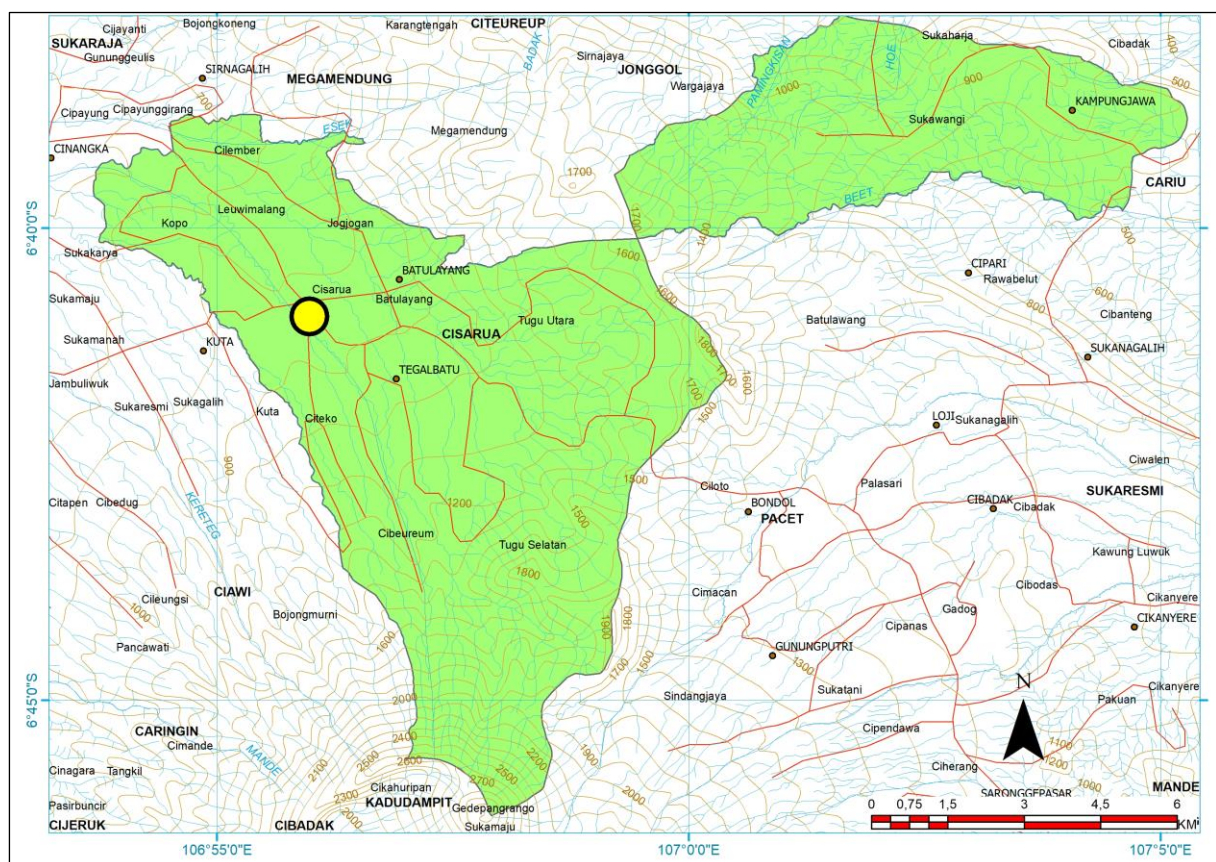 Cijayanti
Bojongkoneng
Karangtengah
CITEUREUP
SUKARAJA
Gununggeulis
SIRNAGALIH
MEGAMENDUNG
BADAK
Sirnajaya
JONGGOL
Wargajaya
PAMINGKISAN
HOE
Sukaharja
Cibadak
400
500
900
1000
700
Cipayung
Cipayunggirang
ESEK
Megamendung
KAMPUNGJAWA
Sukawangi
CINANGKA
Cilember
1700
CARIU
BEET
Kopo
Leuwimalang
Jogjogan
1700
1400
500
6°40'0"S
Sukakarya
1600
BATULAYANG
CIPARI
Rawabelut
Sukamaju
Cisarua
Batulayang
1600
600
800
Cibanteng
CISARUA
Tugu Utara
Batulawang
Sukamanah
KUTA
1800
1700
1600
SUKANAGALIH
Jambuliwuk
TEGALBATU
1700
1500
Sukaresmi
Sukagalih
Kuta
Citeko
LOJI
Sukanagalih
900
Ciwalen
1500
Ciloto
Palasari
Citapen
Cibedug
KERETEG
1200
1500
BONDOL
PACET
CIBADAK
Cibadak
SUKARESMI
Cibeureum
Tugu Selatan
Kawung Luwuk
1800
Cimacan
Cibodas
Cileungsi
CIAWI
1000
Bojongmurni
1900
1800
Gadog
Cikanyere
Cipanas
CIKANYERE
Pancawati
1600
GUNUNGPUTRI
1300
1700
1500
Sindangjaya
Sukatani
N
Cikanyere
Pakuan
6°45'0"S
2000
CARINGIN
Cimande
MANDE
2400
2200
1900
Cipendawa
1100
1200
Cinagara
Tangkil
2100
2500
2600
2700
2500
Ciherang
1000
Cikahuripan
2300
2000
2000
SARONGGEPASAR
MANDE
Pasirbuncir
KADUDAMPIT
Gedepangrango
CIJERUK
CIBADAK
Sukamaju
0 0,75 1,5 3 4,5 6
KM
106°55'0"E
107°0'0"E
107°5'0"E